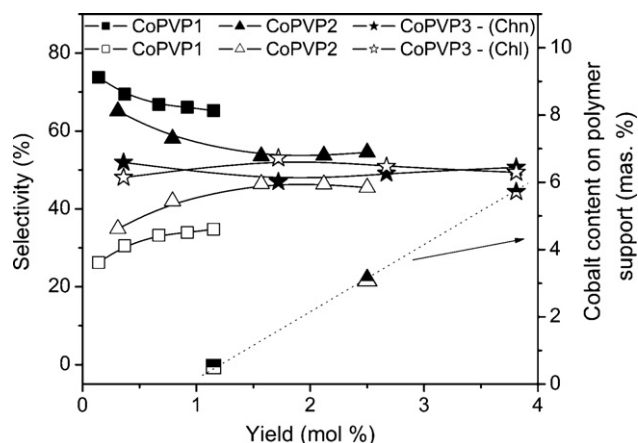 CoPVP1 CoPVP2 CoPVP3 - (Chn)
CoPVP1 CoPVP2 CoPVP3 - (Chl)
80
60
40
20
0
Selectivity (%)
0 1 2 3 4
Yield (mol %)
10
8
6
4
2
0
Cobalt content on polymer
support (mas. %)